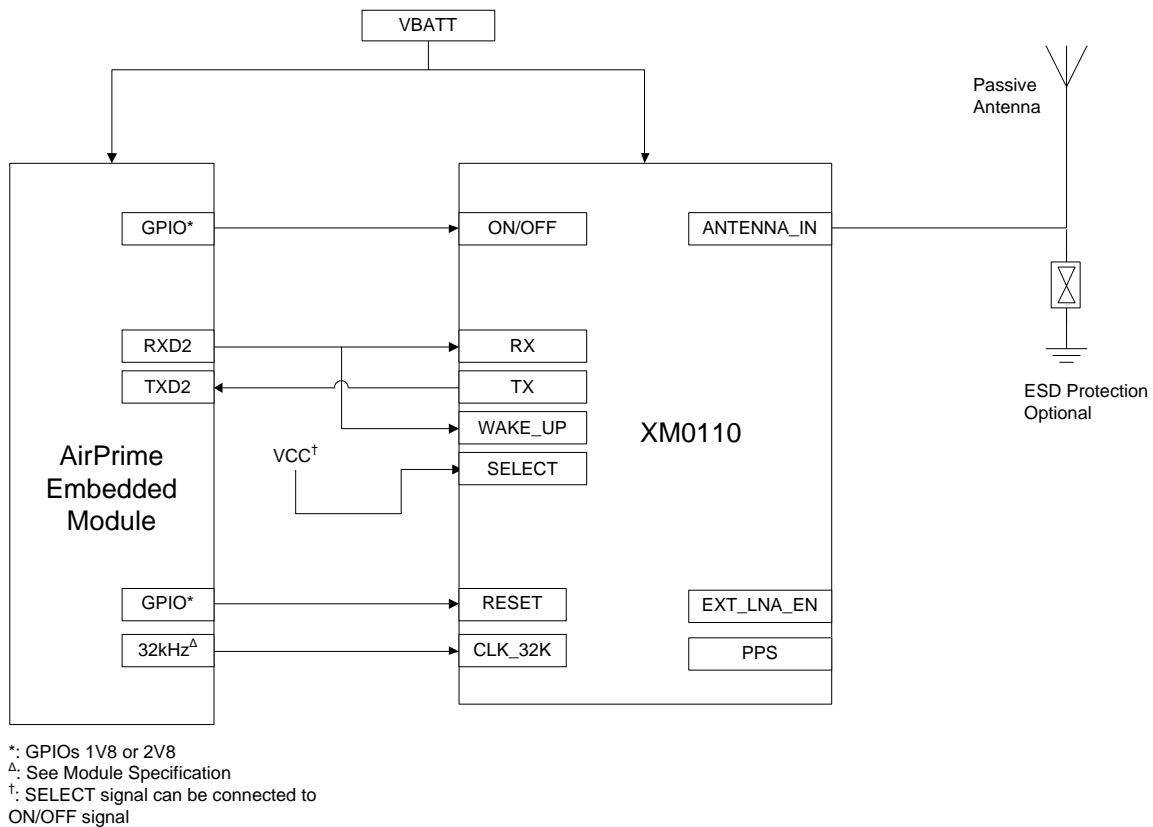 VBATT
Passive
Antenna
GPIO*
ON/OFF
ANTENNA_IN
RXD2
RX
TXD2
TX
WAKE_UP
ESD Protection
Optional
XM0110
VCC†
SELECT
AirPrime
Embedded
Module
GPIO*
RESET
EXT_LNA_EN
32kHzΔ
CLK_32K
PPS
*: GPIOs 1V8 or 2V8
Δ: See Module Specification
†: SELECT signal can be connected to
ON/OFF signal